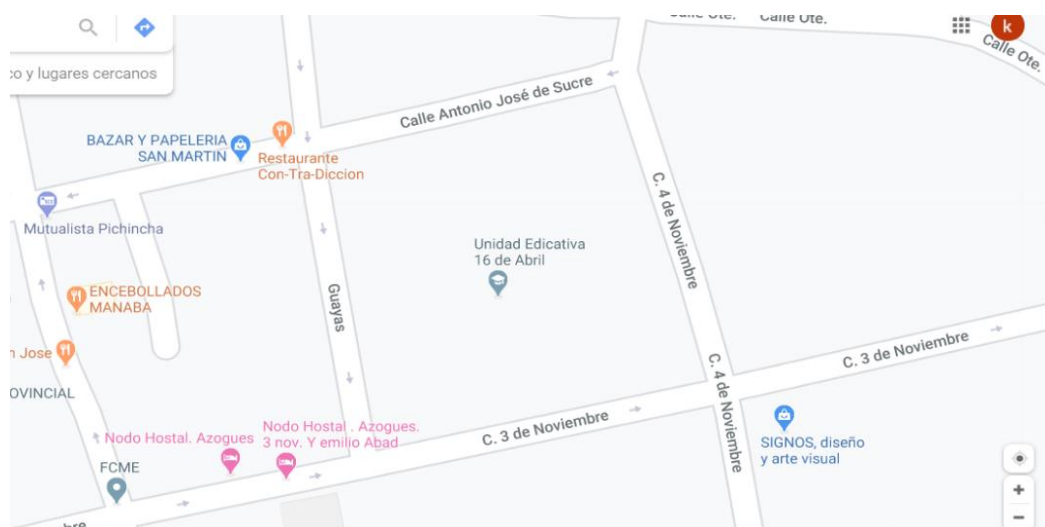 Calle Ote.
Calle Ote.
k
Calle Ote.
co y lugares cercanos
Calle Antonio José de Sucre
BAZAR Y PAPELERIA
SAN MARTIN
Restaurante
Con-Tra-Diccion
Mutualista Pichincha
C. 4 de Noviembre
Unidad Edicativa
16 de Abril
ENCEBOLLADOS
MANABA
Guayas
n Jose
C. 3 de Noviembre
OVINCIAL
C. 4 de Noviembre
Nodo Hostal. Azogues
Nodo Hostal . Azogues.
3 nov. Y emilio Abad
C. 3 de Noviembre
SIGNOS, diseño
y arte visual
FCME
bre